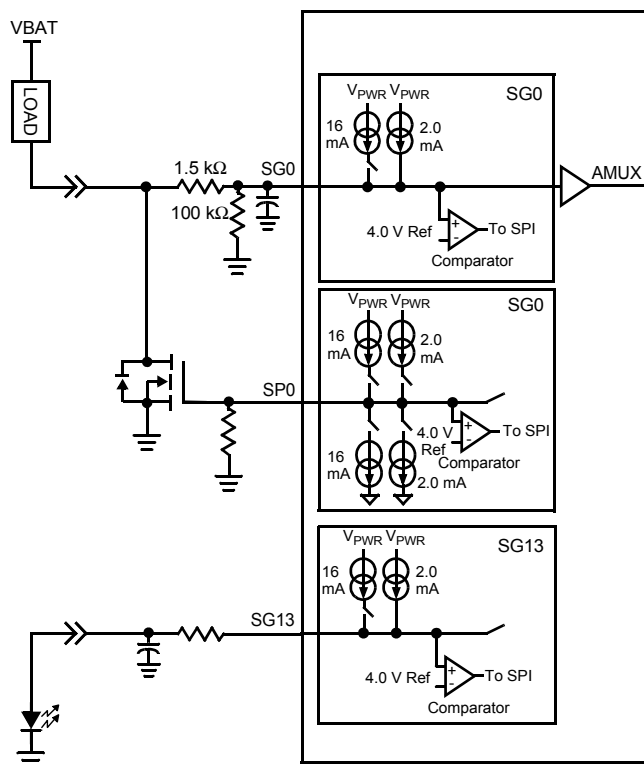 VBAT
LOAD
1.5 kΩ
100 kΩ
SG0
SG0
VPWR VPWR
16 mA
2.0 mA
4.0 V Ref
+
-
To SPI
Comparator
AMUX
SG0
VPWR VPWR
16 mA
2.0 mA
SP0
16 mA
2.0 mA
4.0 V Ref
+
-
To SPI
Comparator
SG13
VPWR VPWR
16 mA
2.0 mA
SG13
4.0 V Ref
+
-
To SPI
Comparator